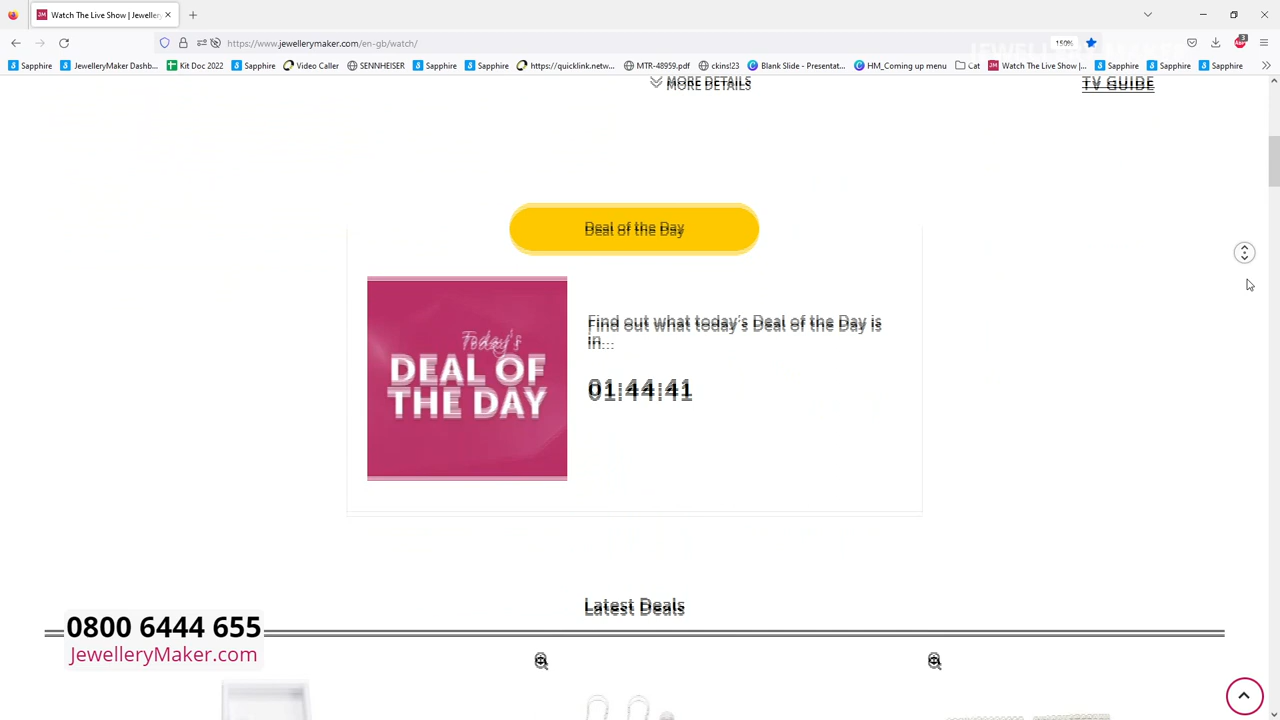 Watch The Live Show | Jeweller
https://www.jewellerymaker.com gb/watch/
150%
3
Sapphire
JewelleryMaker Dashb...
Kit Doc 2022
Sapphire
Video Caller
SENNHEISER
Sapphire
Sapphire
https://quicklink.netw...
MTR-48959.pdf
ckins!23
Blank Slide - Presentat...
HM_Coming up menu
Cat
Watch The Live Show |...
Sapphire
Sapphire
Sapphire
MORE DETAILS
TV GUIDE
Deal of the Day
Today's
DEAL OF
THE DAY
Find out what today's Deal of the Day is
in...
01:44:41
Latest Deals
0800 6444 655
JewelleryMaker.com